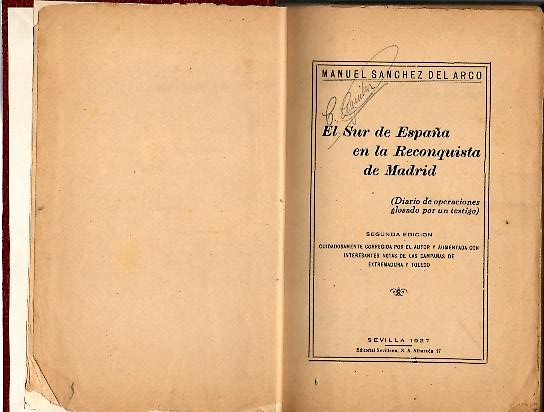 MANUEL SANCHEZ DEL ARCO
El Sur de España
en la Reconquista
de Madrid
(Diario de operaciones
glosado por un testigo)
SEGUNDA EDICION
CUIDADOSAMENTE CORREGIDA POR EL AUTOR Y AUMENTADA CON
INTERESANTES NOTAS DE LAS CAMPAÑAS DE
EXTREMADURA Y TOLEDO
SEVILLA 1937
Editorial Sevillana, S. A. Albareda 17